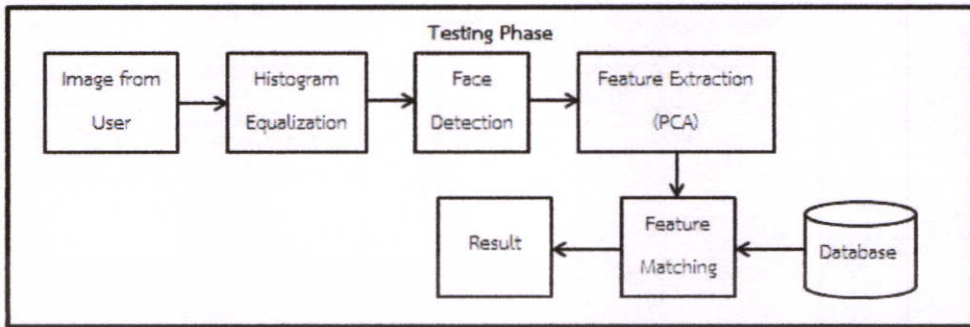 Testing Phase
Image from
User
Histogram
Equalization
Face
Detection
Feature Extraction
(PCA)
Result
Feature
Matching
Database